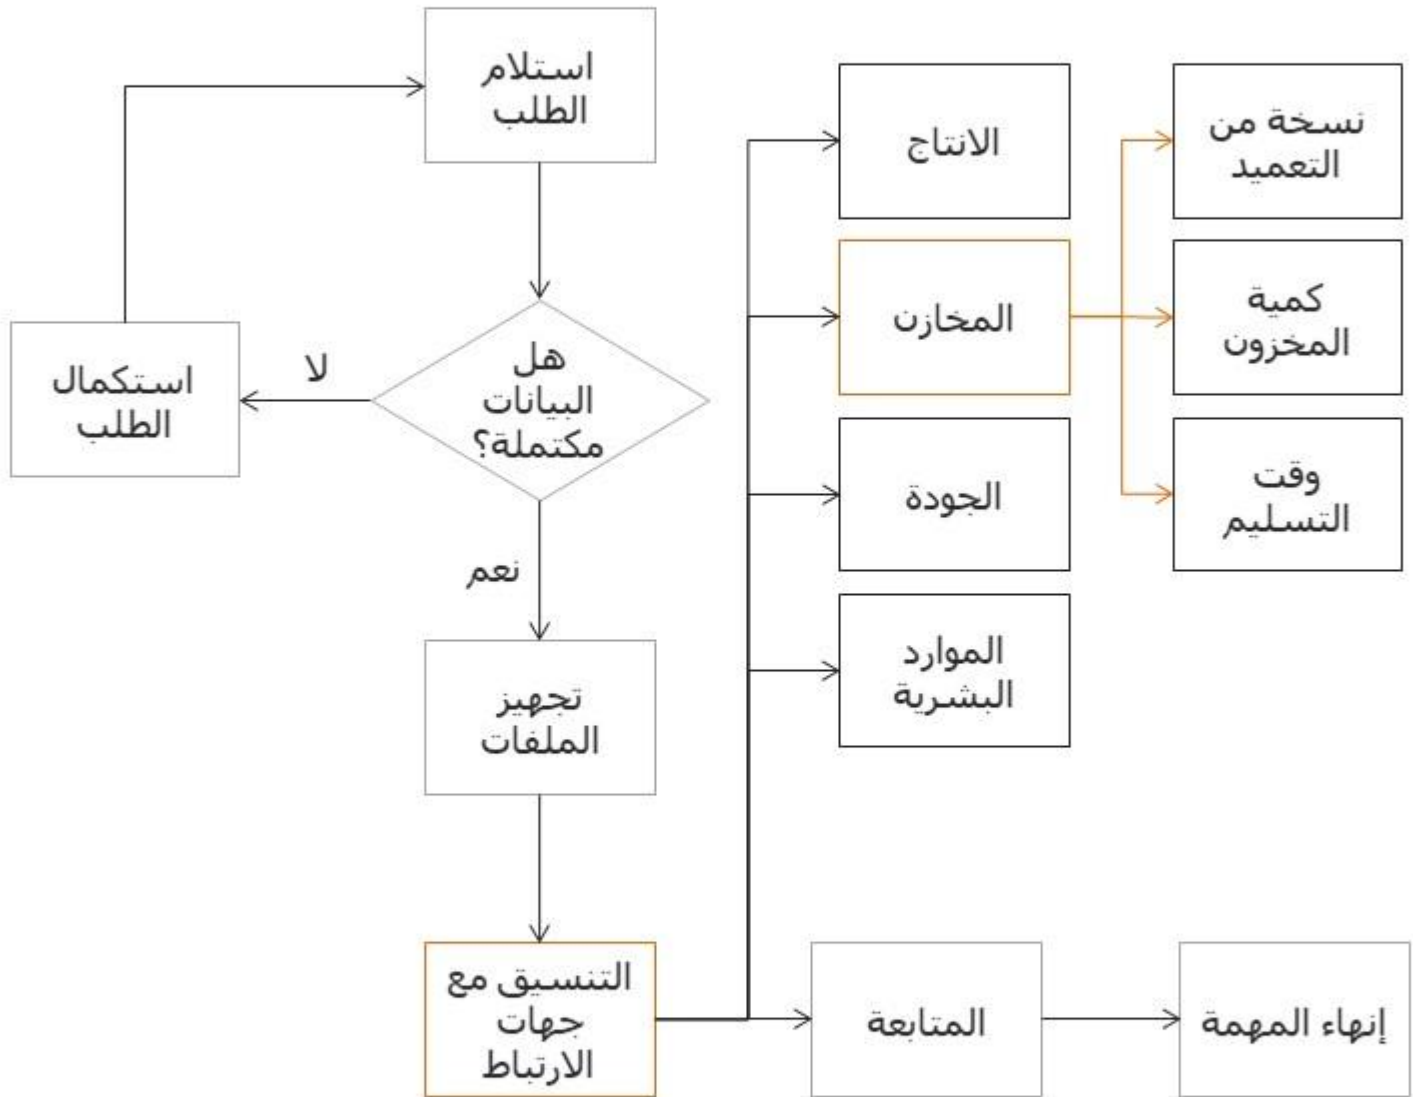 استلام
الطلب
هل
البيانات
مكتملة؟
لا
استكمال
الطلب
نعم
تجهيز
الملفات
التنسيق مع
جهات
الارتباط
الانتاج
المخازن
الجودة
الموارد
البشرية
نسخة من
التعميد
كمية
المخزون
وقت
التسليم
المتابعة
إنهاء المهمة